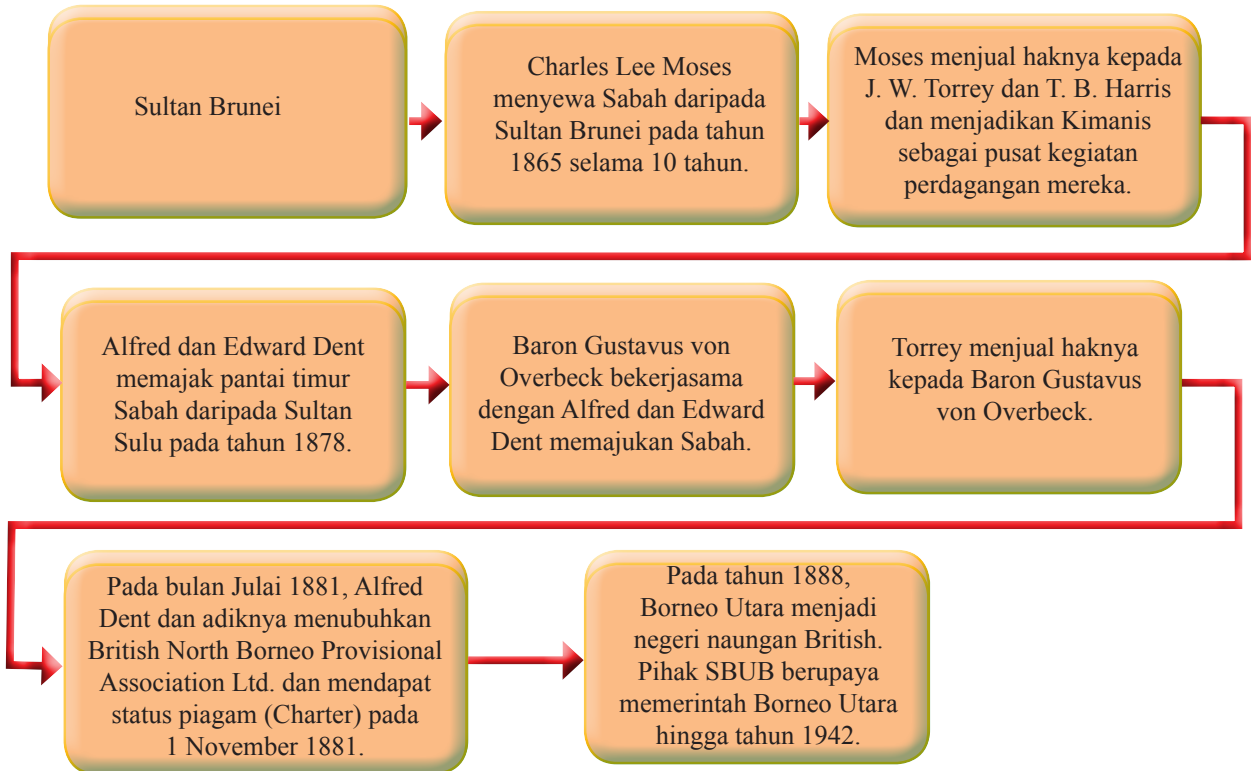 Sultan Brunei
Charles Lee Moses
menyewa Sabah daripada
Sultan Brunei pada tahun
1865 selama 10 tahun.
Moses menjual haknya kepada
J. W. Torrey dan T. B. Harris
dan menjadikan Kimanis
sebagai pusat kegiatan
perdagangan mereka.
Alfred dan Edward Dent
memajak pantai timur
Sabah daripada Sultan
Sulu pada tahun 1878.
Baron Gustavus von
Overbeck bekerjasama
dengan Alfred dan Edward
Dent memajukan Sabah.
Torrey menjual haknya
kepada Baron Gustavus
von Overbeck.
Pada bulan Julai 1881, Alfred
Dent dan adiknya menubuhkan
British North Borneo Provisional
Association Ltd. dan mendapat
status piagam (Charter) pada
1 November 1881.
Pada tahun 1888,
Borneo Utara menjadi
negeri naungan British.
Pihak SBUB berupaya
memerintah Borneo Utara
hingga tahun 1942.